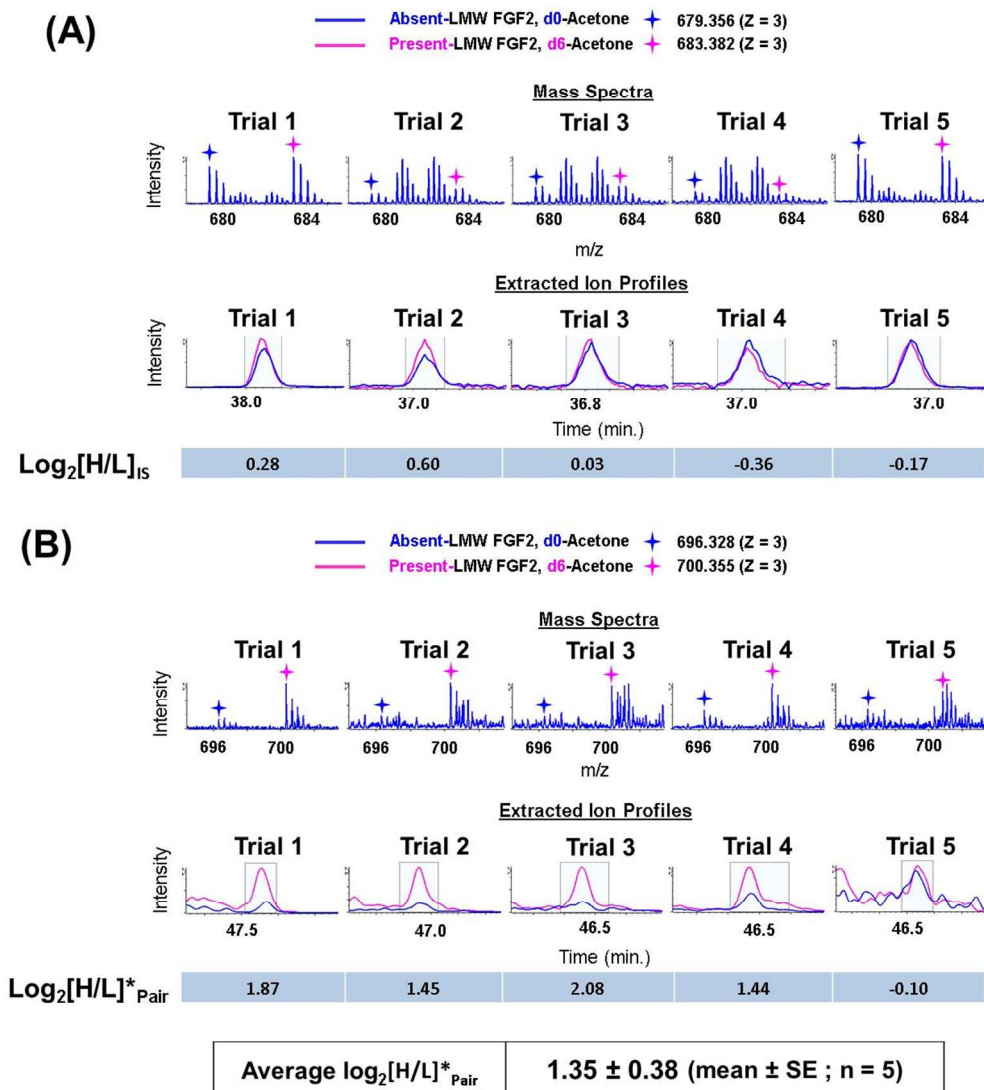 (A)
Absent-LMW FGF2, d0-Acetone 679.356 (Z = 3)
Present-LMW FGF2, d6-Acetone 683.382 (Z = 3)
Mass Spectra
Trial 1 Trial 2 Trial 3 Trial 4 Trial 5
Intensity
680 684 680 684 680 684 680 684 680 684
m/z
Extracted Ion Profiles
Trial 1 Trial 2 Trial 3 Trial 4 Trial 5
Intensity
38.0 37.0 36.8 37.0 37.0
Time (min.)
Log2[H/L]IS 0.28 0.60 0.03 -0.36 -0.17
(B)
Absent-LMW FGF2, d0-Acetone 696.328 (Z = 3)
Present-LMW FGF2, d6-Acetone 700.355 (Z = 3)
Mass Spectra
Trial 1 Trial 2 Trial 3 Trial 4 Trial 5
Intensity
696 700 696 700 696 700 696 700 696 700
m/z
Extracted Ion Profiles
Trial 1 Trial 2 Trial 3 Trial 4 Trial 5
Intensity
47.5 47.0 46.5 46.5 46.5
Time (min.)
Log2[H/L]*Pair 1.87 1.45 2.08 1.44 -0.10
Average log2[H/L]*Pair 1.35 ± 0.38 (mean ± SE ; n = 5)